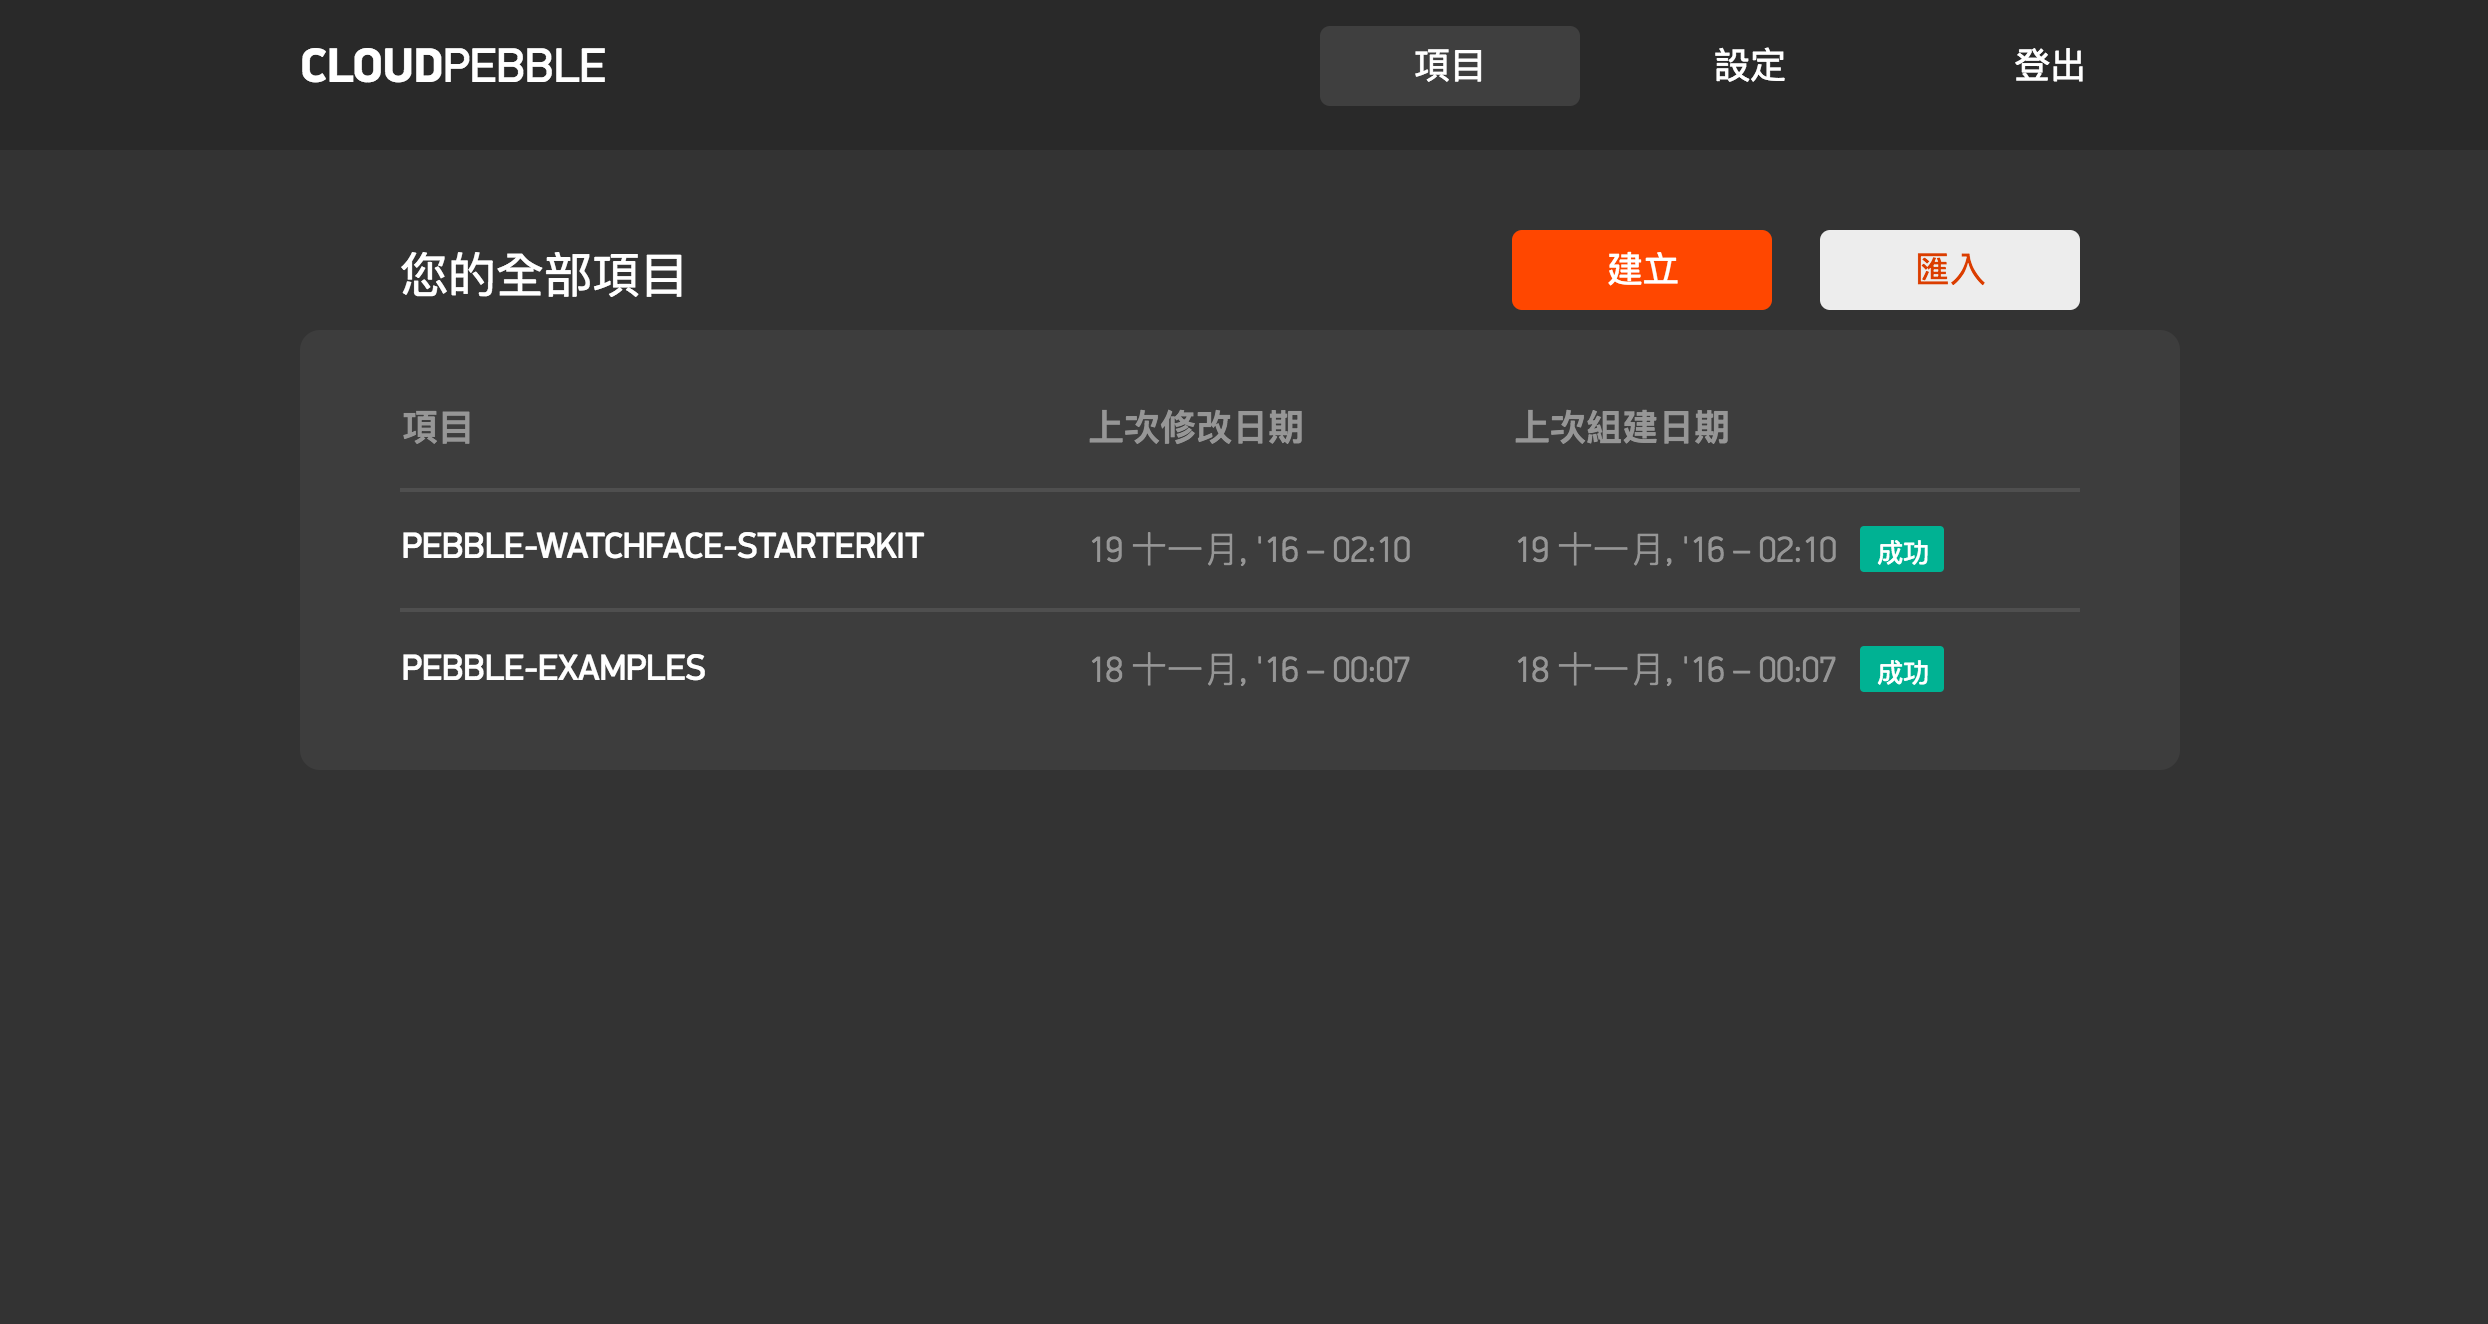 CLOUDPEBBLE 項目 設定 登出
您的全部項目 建立 匯入
項目 上次修改日期 上次組建日期
PEBBLE-WATCHFACE-STARTERKIT 19 十一月, '16 – 02:10 19 十一月, '16 – 02:10 成功
PEBBLE-EXAMPLES 18 十一月, '16 – 00:07 18 十一月, '16 – 00:07 成功